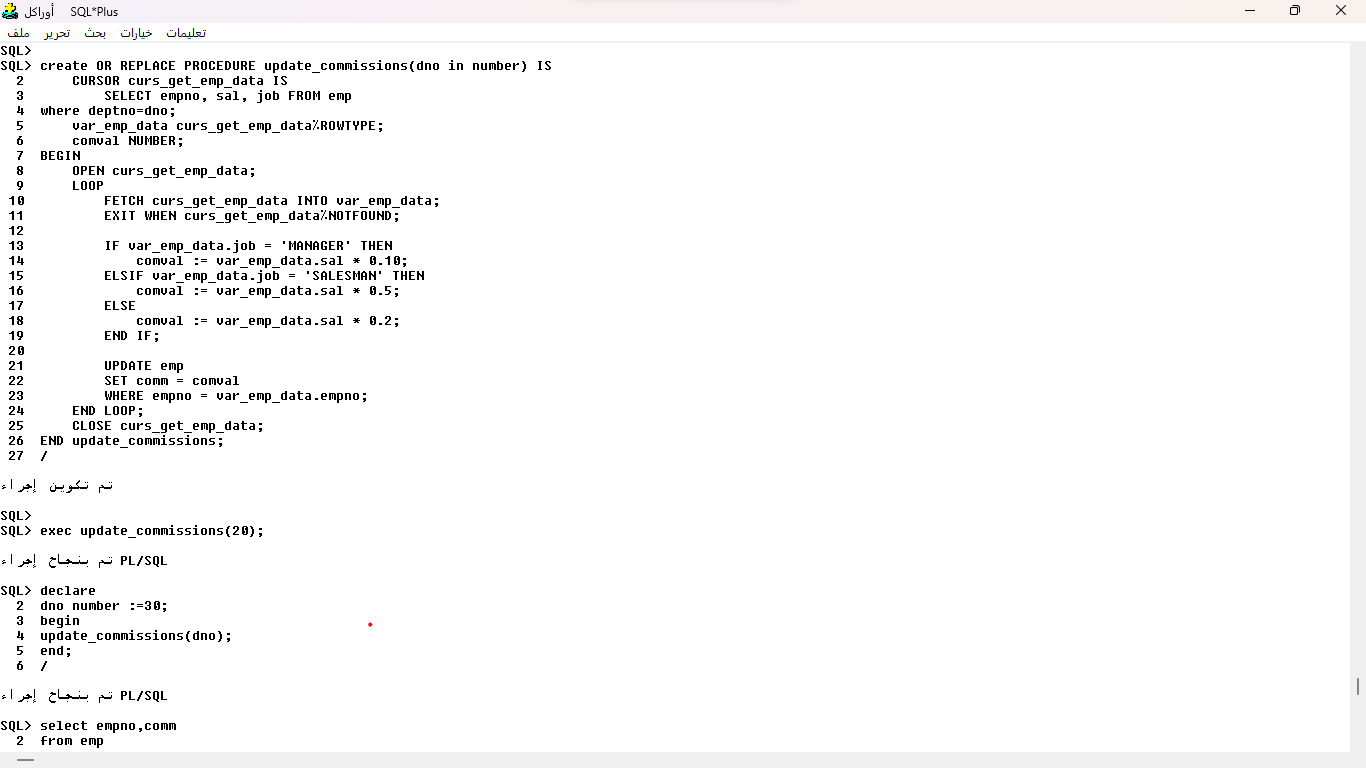 أوراكل SQL*Plus
ملف تحرير بحث خيارات تعليمات
SQL>
SQL> create OR REPLACE PROCEDURE update_commissions(dno in number) IS
  2      CURSOR curs_get_emp_data IS
  3          SELECT empno, sal, job FROM emp
  4  where deptno=dno;
  5      var_emp_data curs_get_emp_data%ROWTYPE;
  6      comval NUMBER;
  7  BEGIN
  8      OPEN curs_get_emp_data;
  9      LOOP
 10          FETCH curs_get_emp_data INTO var_emp_data;
 11          EXIT WHEN curs_get_emp_data%NOTFOUND;
 12
 13          IF var_emp_data.job = 'MANAGER' THEN
 14              comval := var_emp_data.sal * 0.10;
 15          ELSIF var_emp_data.job = 'SALESMAN' THEN
 16              comval := var_emp_data.sal * 0.5;
 17          ELSE
 18              comval := var_emp_data.sal * 0.2;
 19          END IF;
 20
 21          UPDATE emp
 22          SET comm = comval
 23          WHERE empno = var_emp_data.empno;
 24      END LOOP;
 25      CLOSE curs_get_emp_data;
 26  END update_commissions;
 27  /
تم تكوين إجراء
SQL>
SQL> exec update_commissions(20);
تم بنجاح إجراء PL/SQL
SQL> declare
  2  dno number :=30;
  3  begin
  4  update_commissions(dno);
  5  end;
  6  /
تم بنجاح إجراء PL/SQL
SQL> select empno,comm
  2  from emp